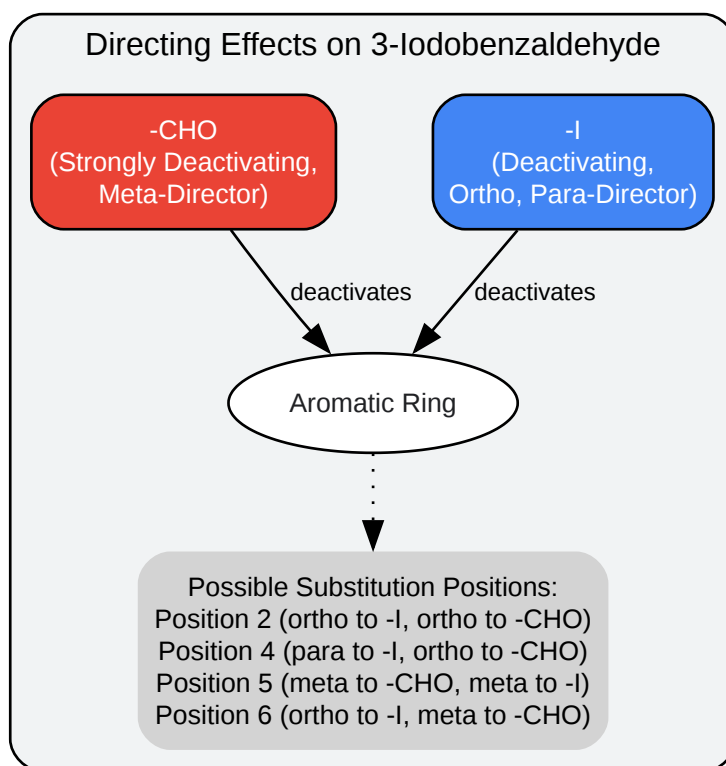 Directing Effects on 3-Iodobenzaldehyde
-CHO
(Strongly Deactivating,
Meta-Director)
-I
(Deactivating,
Ortho, Para-Director)
deactivates
deactivates
Aromatic Ring
Possible Substitution Positions:
Position 2 (ortho to -I, ortho to -CHO)
Position 4 (para to -I, ortho to -CHO)
Position 5 (meta to -CHO, meta to -I)
Position 6 (ortho to -I, meta to -CHO)